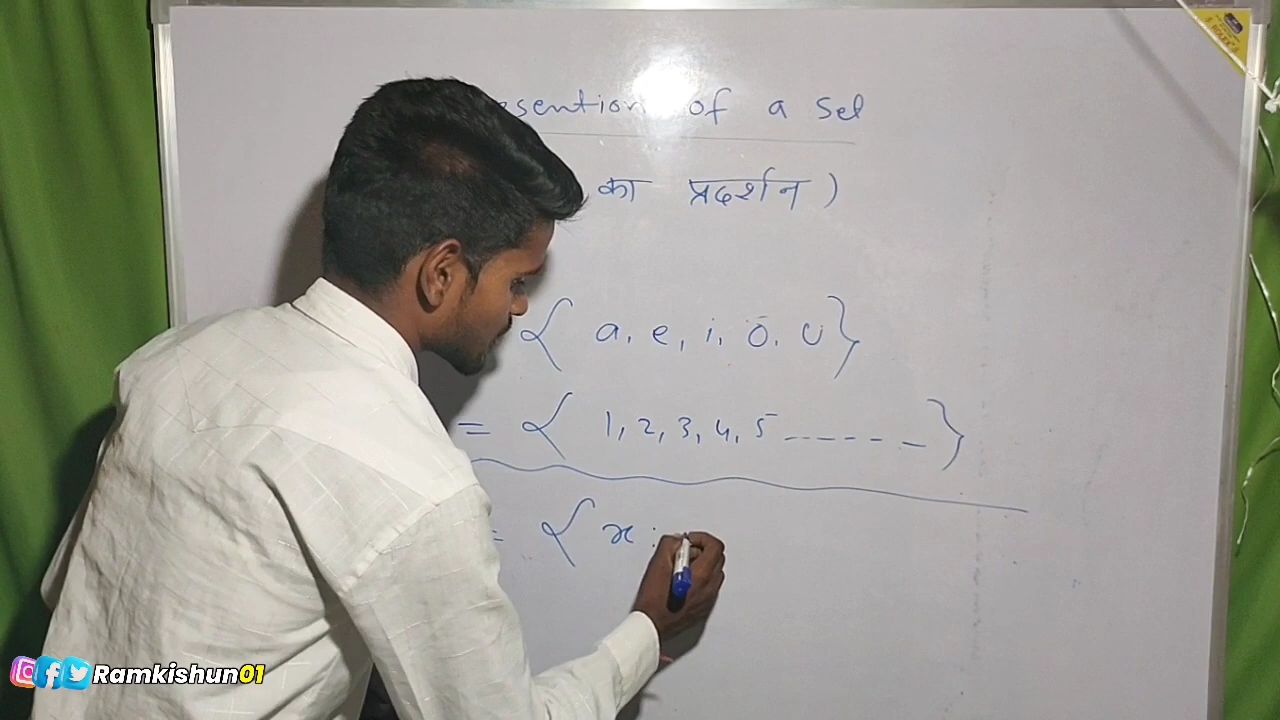 esention of a Set
का प्रदर्शन )
{ a, e, i, o, u }
= { 1, 2, 3, 4, 5 ------ }
= { x :
Ramkishun01